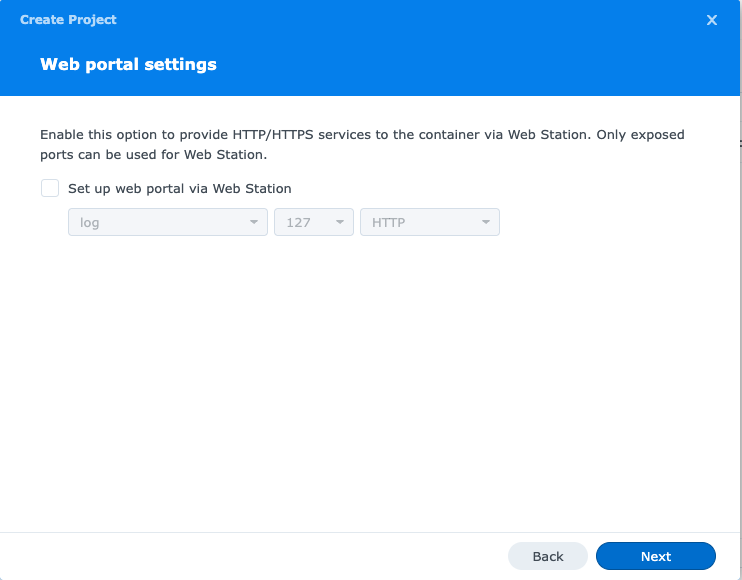 Create Project
Web portal settings
Enable this option to provide HTTP/HTTPS services to the container via Web Station. Only exposed
ports can be used for Web Station.
Set up web portal via Web Station
log 127 HTTP
Back Next